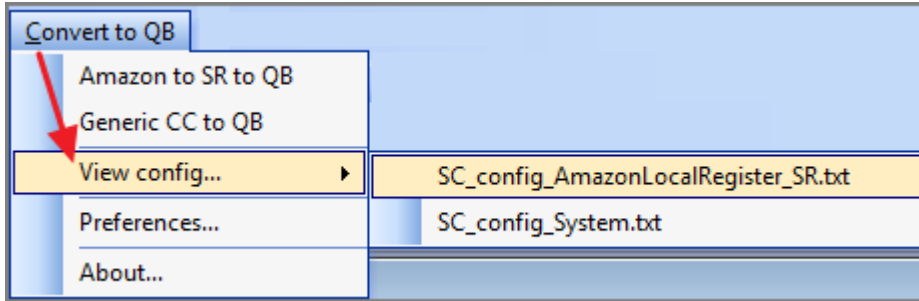 Convert to QB
Amazon to SR to QB
Generic CC to QB
View config...
SC_config_AmazonLocalRegister_SR.txt
Preferences...
SC_config_System.txt
About...